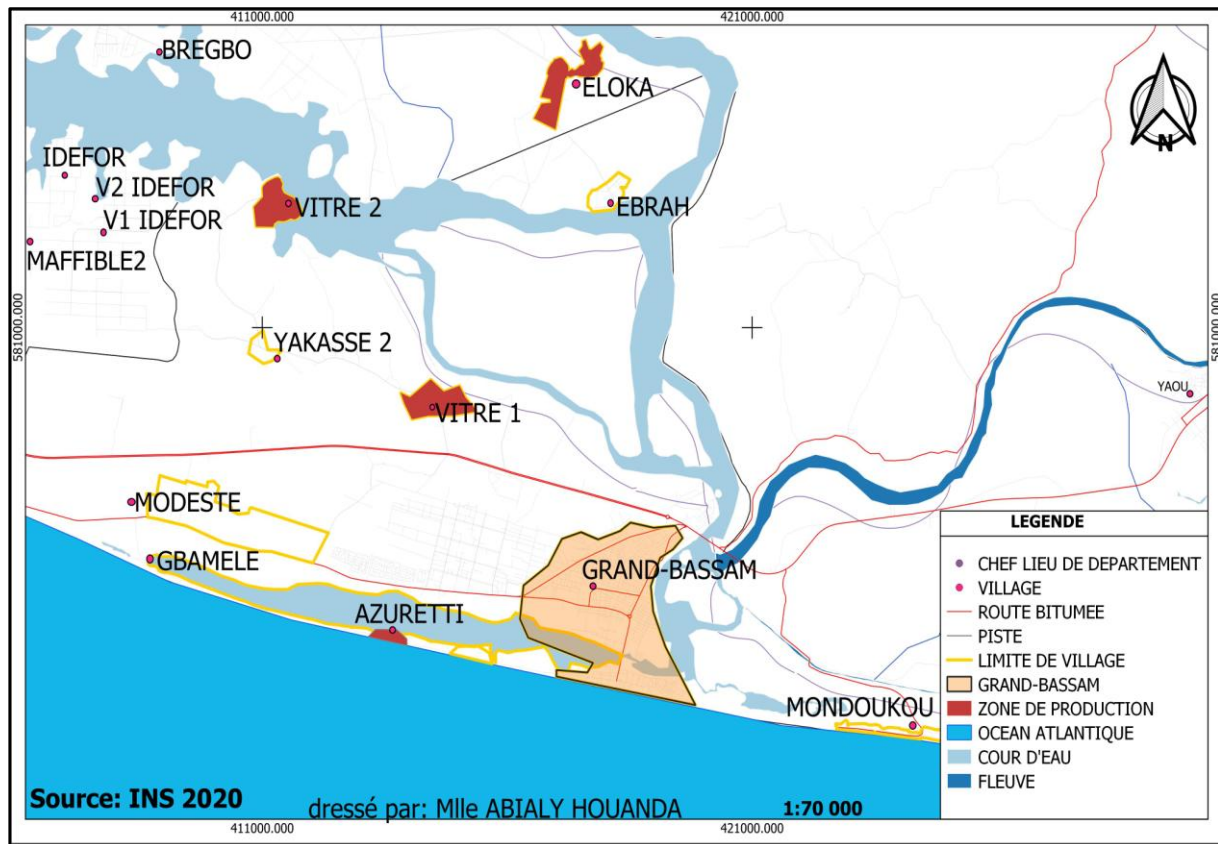 411000.000
421000.000
BREGBO
ELOKA
IDEFOR
V2 IDEFOR
V1 IDEFOR
MAFFIBLE2
VITRE 2
EBRAH
N
581000.000
581000.000
YAKASSE 2
VITRE 1
YAOU
MODESTE
GBAMELE
AZURETTI
GRAND-BASSAM
MONDOUKOU
LEGENDE
CHEF LIEU DE DEPARTEMENT
VILLAGE
ROUTE BITUMEE
PISTE
LIMITE DE VILLAGE
GRAND-BASSAM
ZONE DE PRODUCTION
OCEAN ATLANTIQUE
COUR D'EAU
FLEUVE
Source: INS 2020
dressé par: Mlle ABIALY HOUANDA
1:70 000
411000.000
421000.000